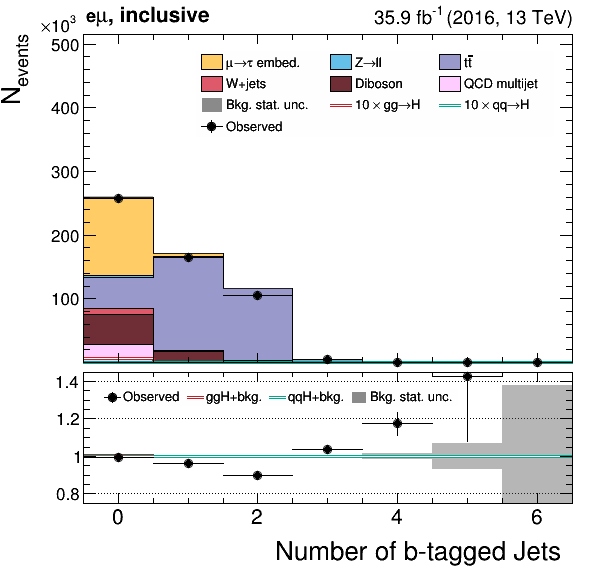 eμ, inclusive 35.9 fb⁻¹ (2016, 13 TeV)
×10³
N_events
500
400
300
200
100
μ→τ embed. Z→ll tt̄
W+jets Diboson QCD multijet
Bkg. stat. unc. 10 × gg→H 10 × qq→H
Observed
1.4
1.2
1
0.8
Observed ggH+bkg. qqH+bkg. Bkg. stat. unc.
0 2 4 6
Number of b-tagged Jets